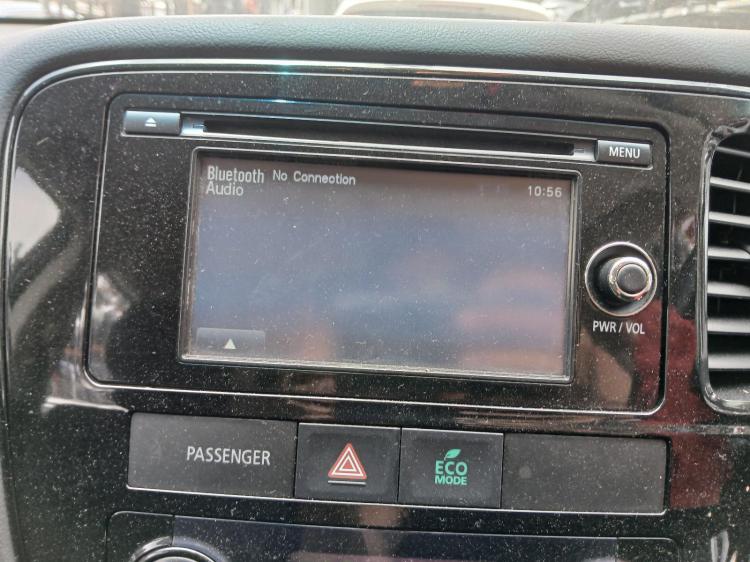 MENU
Bluetooth No Connection
Audio
10:56
PWR / VOL
PASSENGER
ECO
MODE